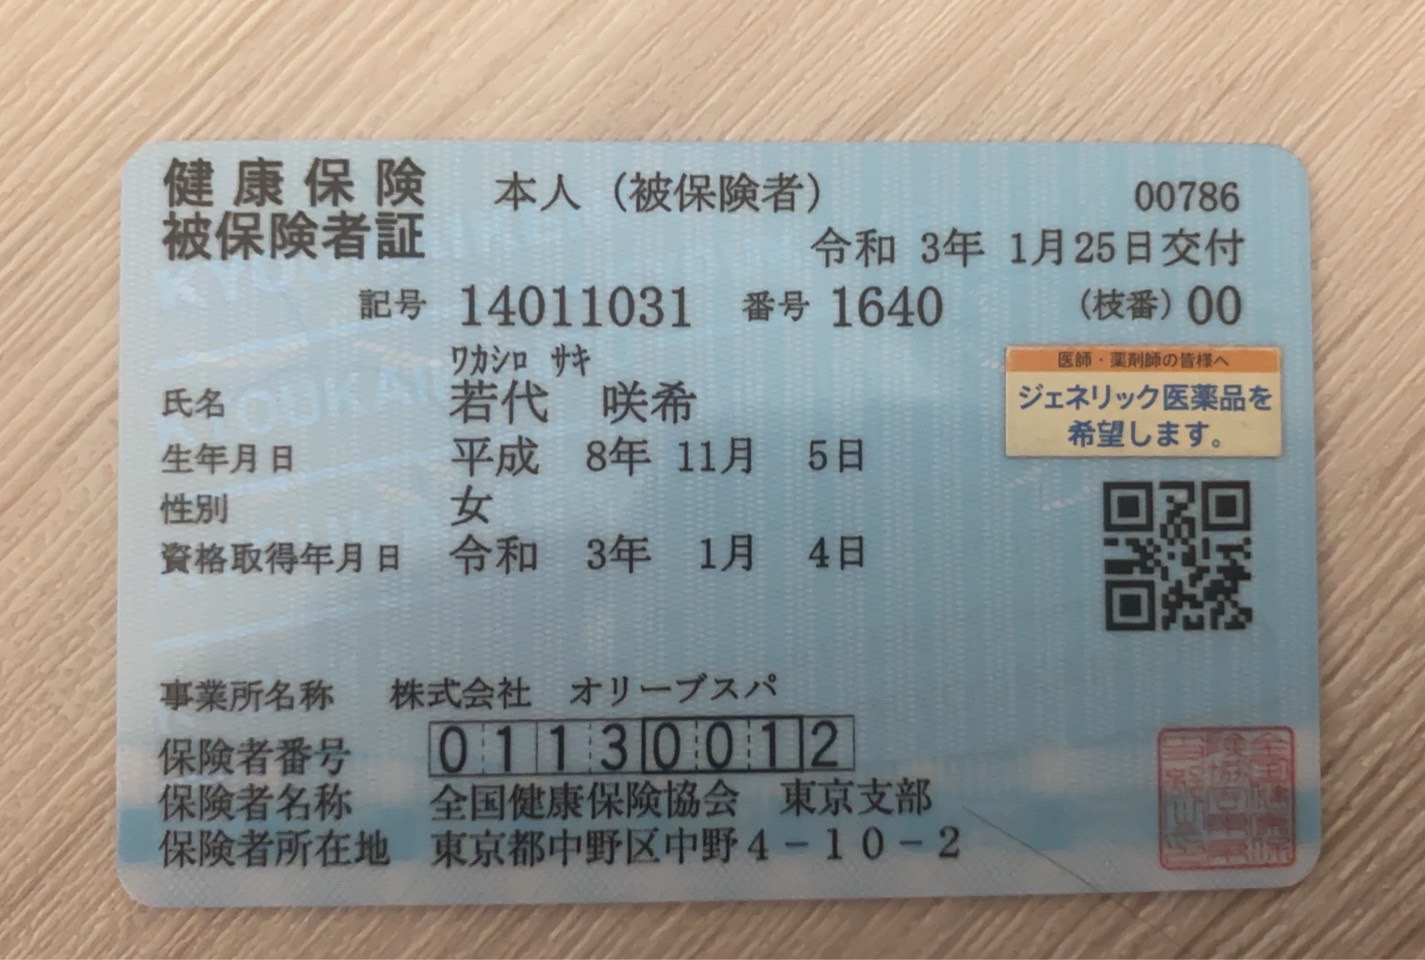 健康保険 本人（被保険者） 00786
被保険者証 令和 3年 1月25日交付
記号 14011031 番号 1640 （枝番）00
ﾜｶｼﾛ ｻｷ
氏名 若代 咲希
医師・薬剤師の皆様へ
ジェネリック医薬品を
希望します。
生年月日 平成 8年 11月 5日
性別 女
資格取得年月日 令和 3年 1月 4日
事業所名称 株式会社 オリーブスパ
保険者番号 01130012
保険者名称 全国健康保険協会 東京支部
保険者所在地 東京都中野区中野4－10－2